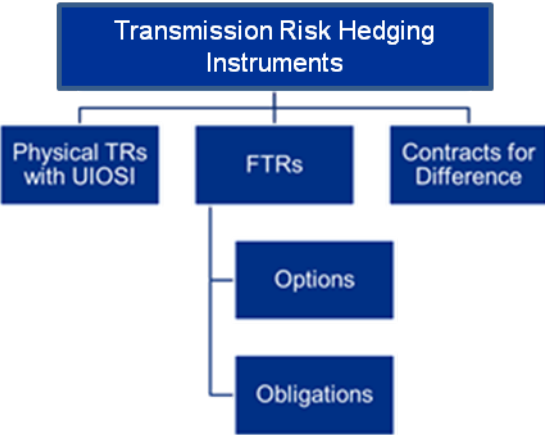 Transmission Risk Hedging
Instruments
Physical TRs
with UIOSI
FTRs
Contracts for
Difference
Options
Obligations